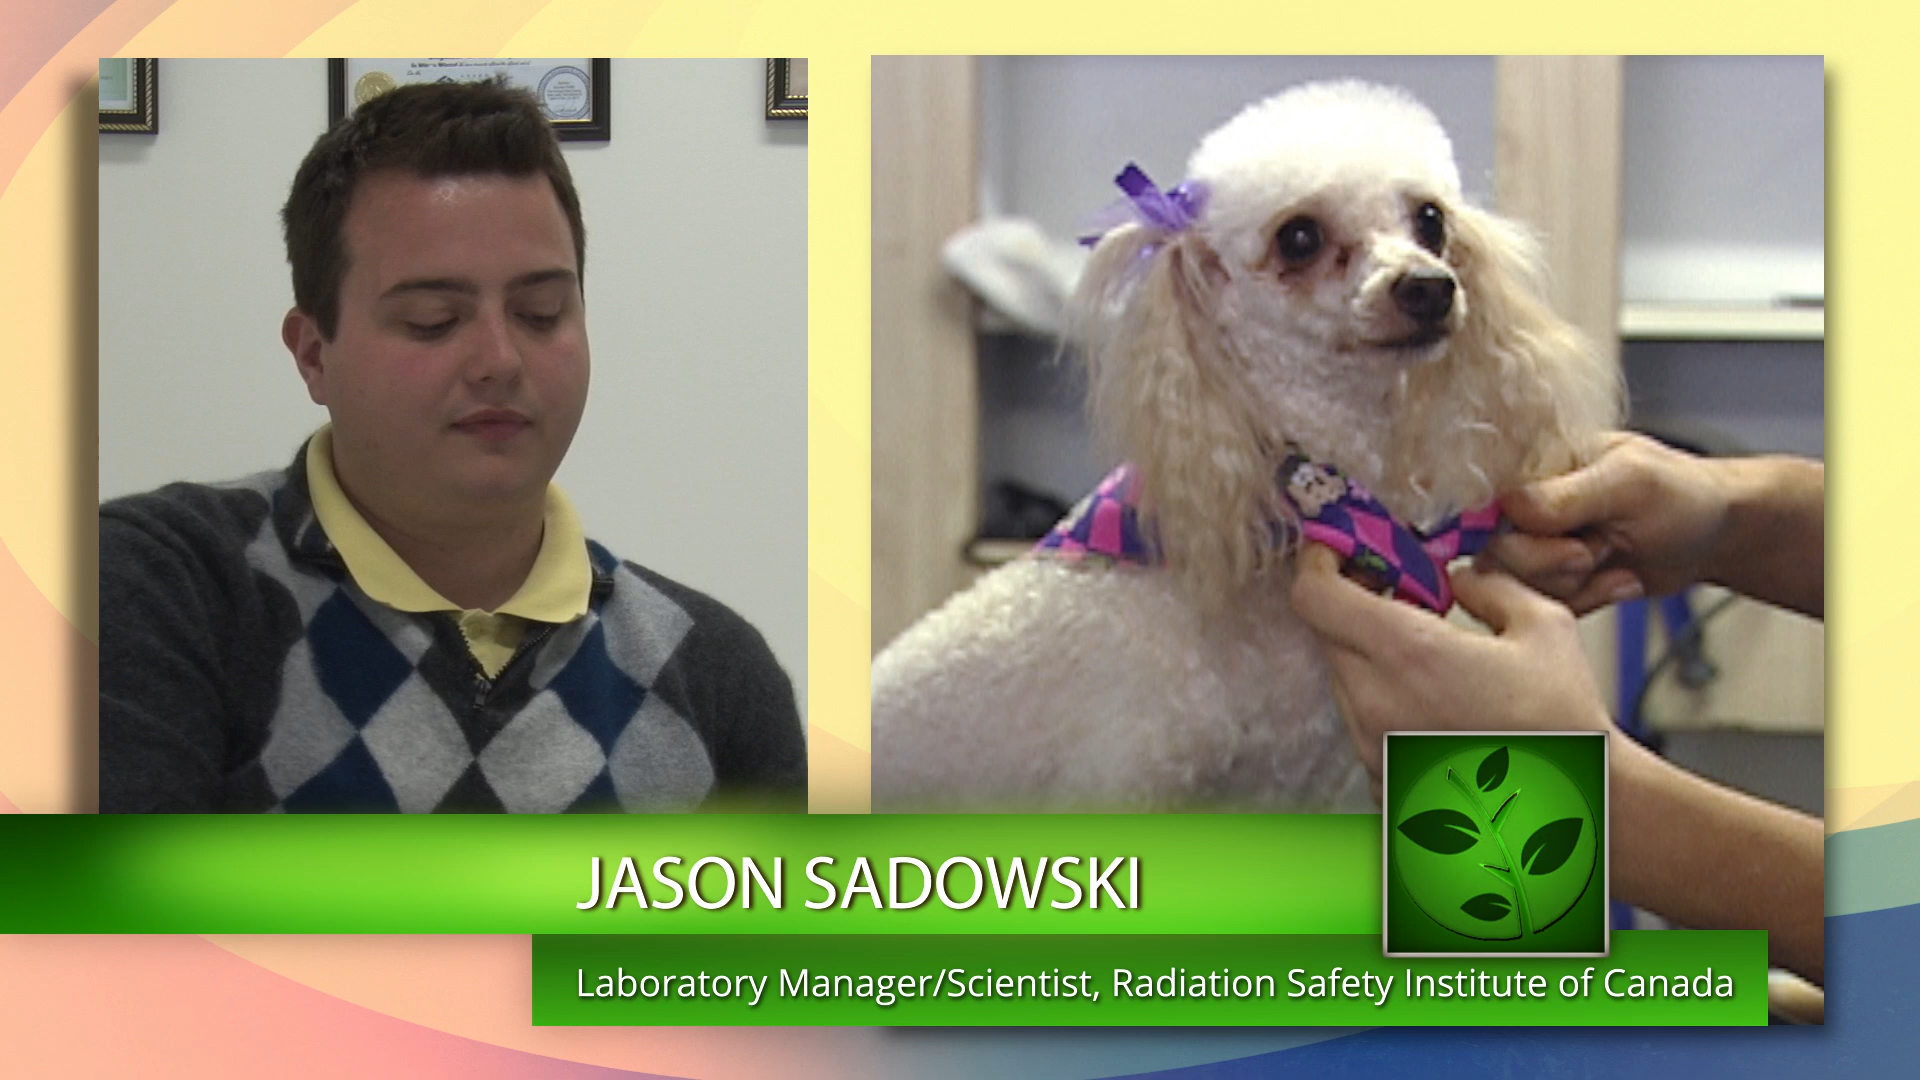 JASON SADOWSKI
Laboratory Manager/Scientist, Radiation Safety Institute of Canada